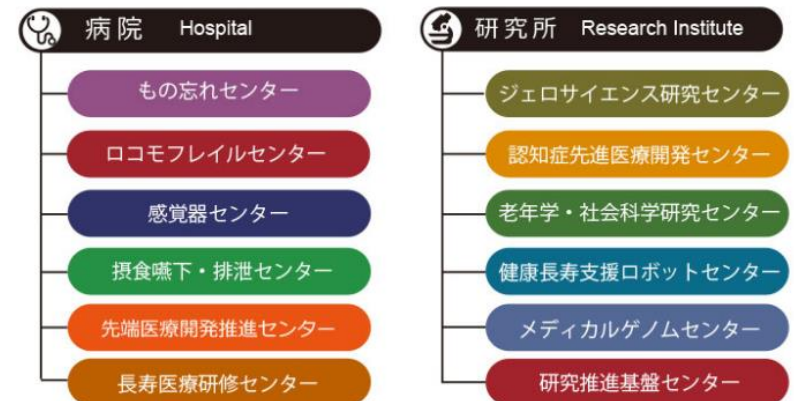 病院 Hospital
もの忘れセンター
ロコモフレイルセンター
感覚器センター
摂食嚥下・排泄センター
先端医療開発推進センター
長寿医療研修センター
研究所 Research Institute
ジェロサイエンス研究センター
認知症先進医療開発センター
老年学・社会科学研究センター
健康長寿支援ロボットセンター
メディカルゲノムセンター
研究推進基盤センター